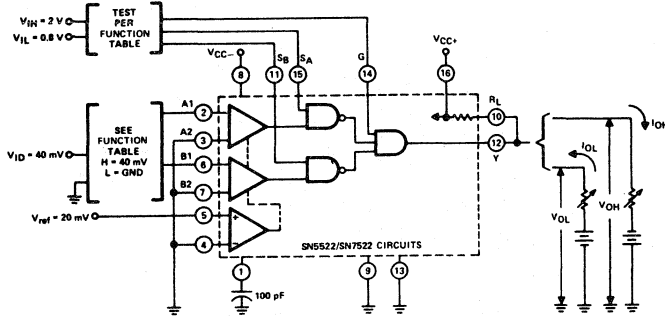 VIH = 2 V
VIL = 0.8 V
TEST
PER
FUNCTION
TABLE
VCC−
8
SB
11
SA
15
G
14
VCC+
16
RL
10
12
Y
A1
2
A2
3
B1
6
B2
7
5
4
+
−
VID = 40 mV
SEE
FUNCTION
TABLE
H = 40 mV
L = GND
Vref = 20 mV
SN5522/SN7522 CIRCUITS
1
100 pF
9
13
IOL
IOH
VOL
VOH